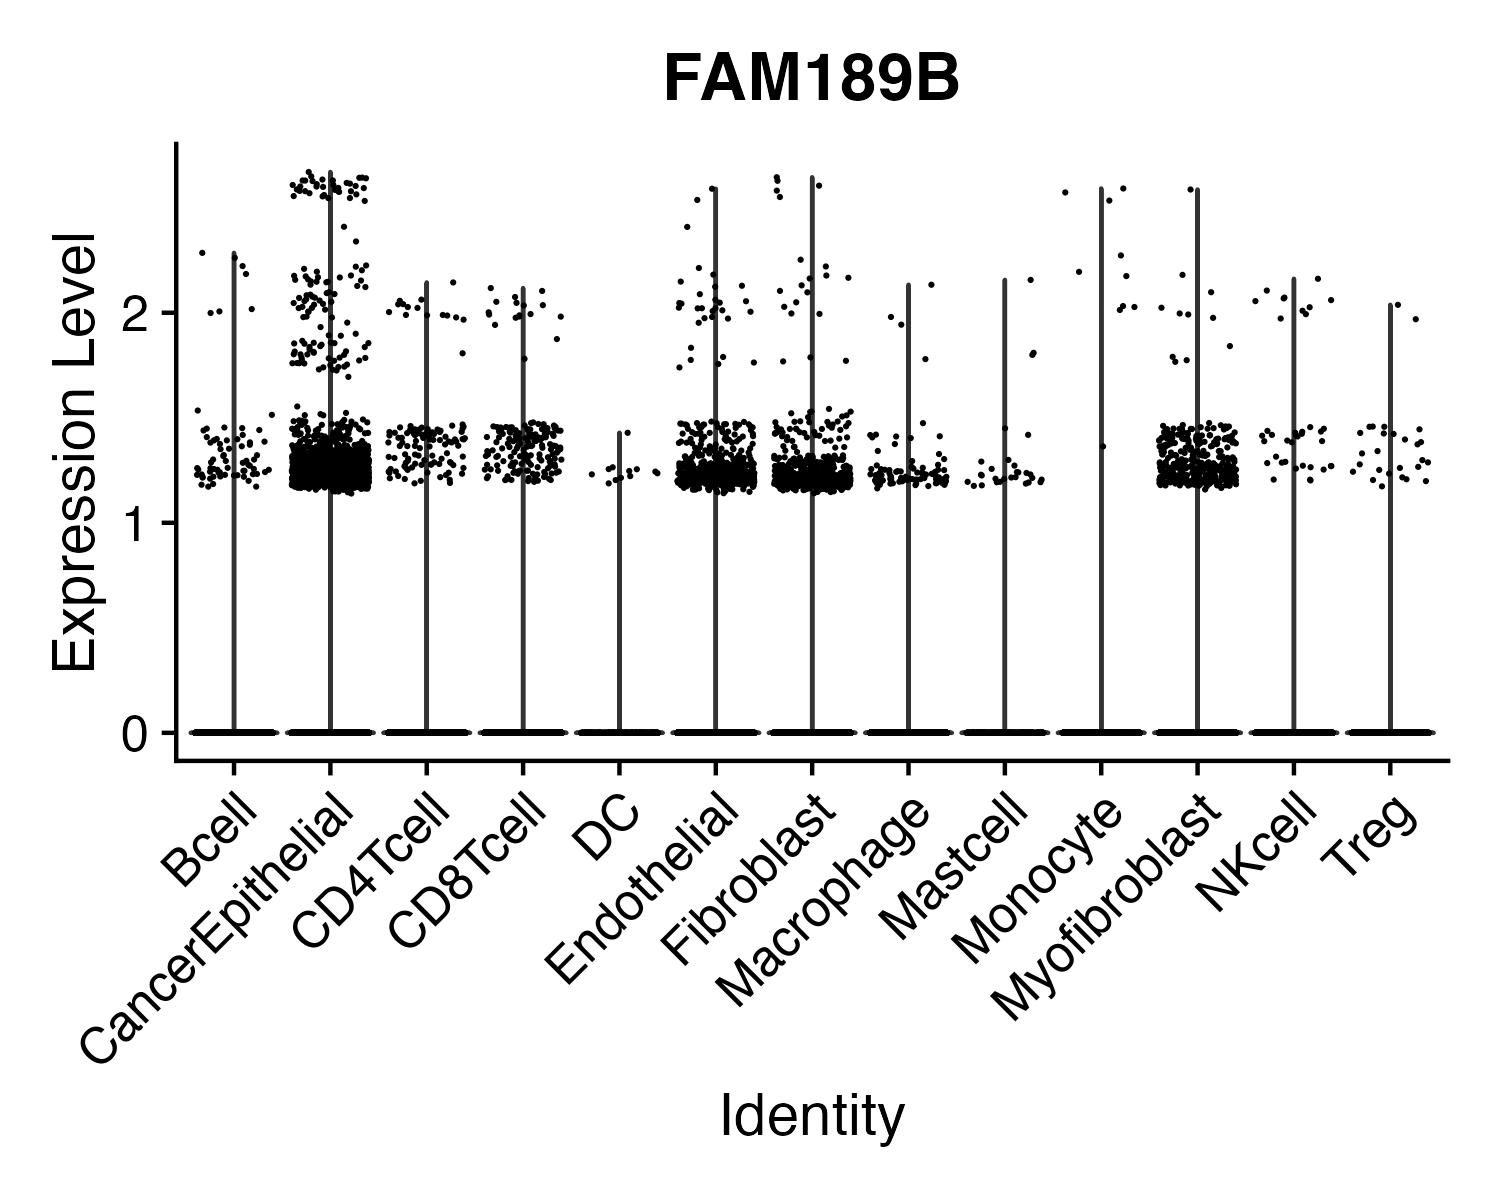 FAM189B
Expression Level
2
1
0
Bcell
CancerEpithelial
CD4Tcell
CD8Tcell
DC
Endothelial
Fibroblast
Macrophage
Mastcell
Monocyte
Myofibroblast
NKcell
Treg
Identity